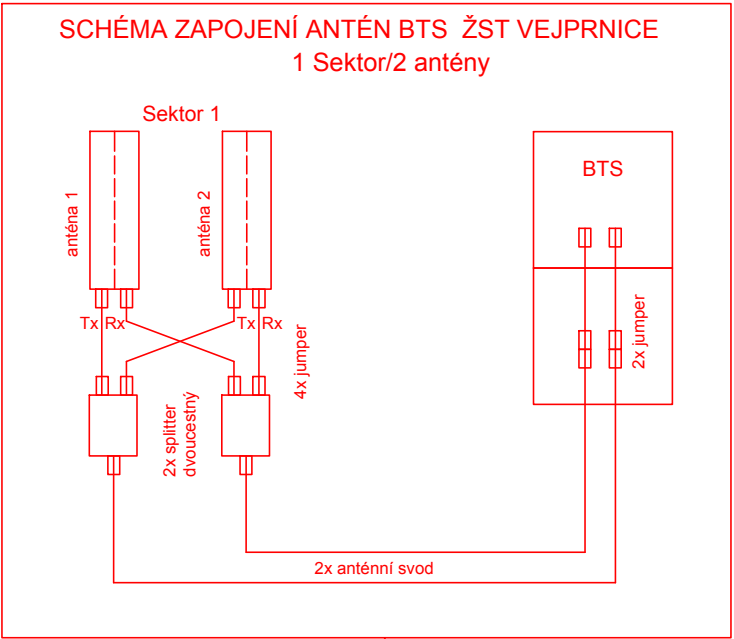 SCHÉMA ZAPOJENÍ ANTÉN BTS ŽST VEJPRNICE
1 Sektor/2 antény
Sektor 1
anténa 1
anténa 2
BTS
Tx Rx
Tx Rx
4x jumper
2x jumper
2x splitter
dvoucestný
2x anténní svod